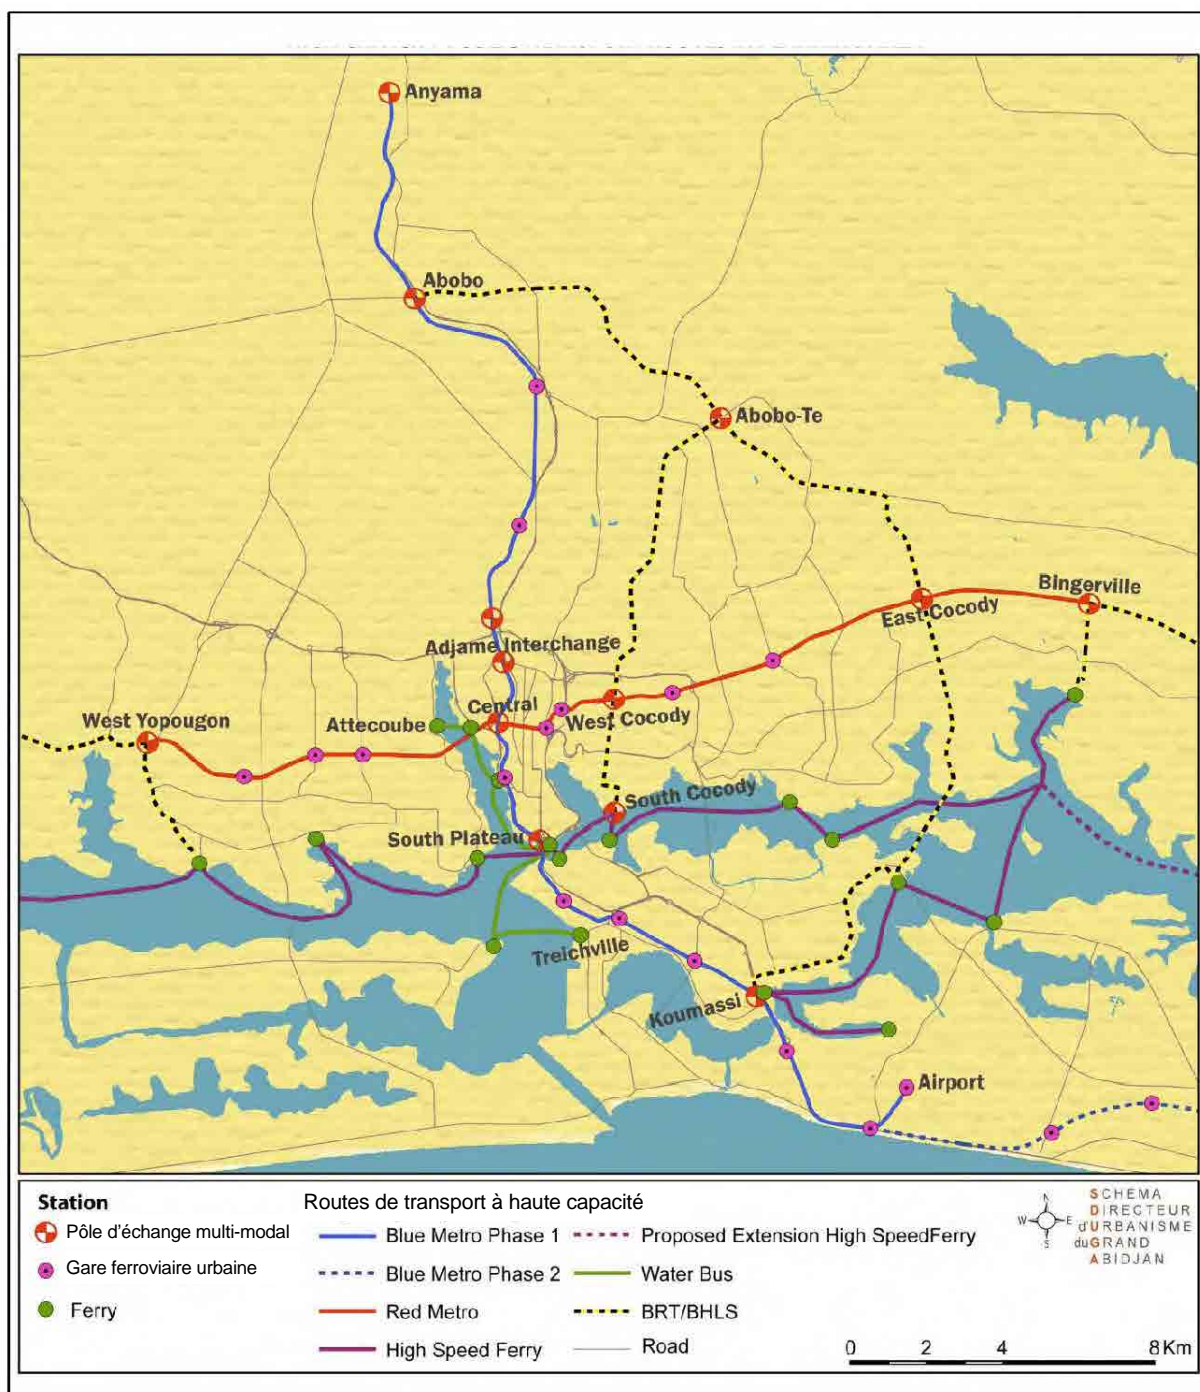 Anyama
Abobo
Abobo-Te
Bingerville
East Cocody
Adjame Interchange
Central
West Cocody
Attecoube
West Yopougon
South Cocody
South Plateau
Treichville
Koumassi
Airport
Station
Pôle d'échange multi-modal
Gare ferroviaire urbaine
Ferry
Routes de transport à haute capacité
Blue Metro Phase 1
Blue Metro Phase 2
Red Metro
High Speed Ferry
Proposed Extension High SpeedFerry
Water Bus
BRT/BHLS
Road
N
W E
S
SCHEMA
DIRECTEUR
d'URBANISME
duGRAND
ABIDJAN
0 2 4 8 Km